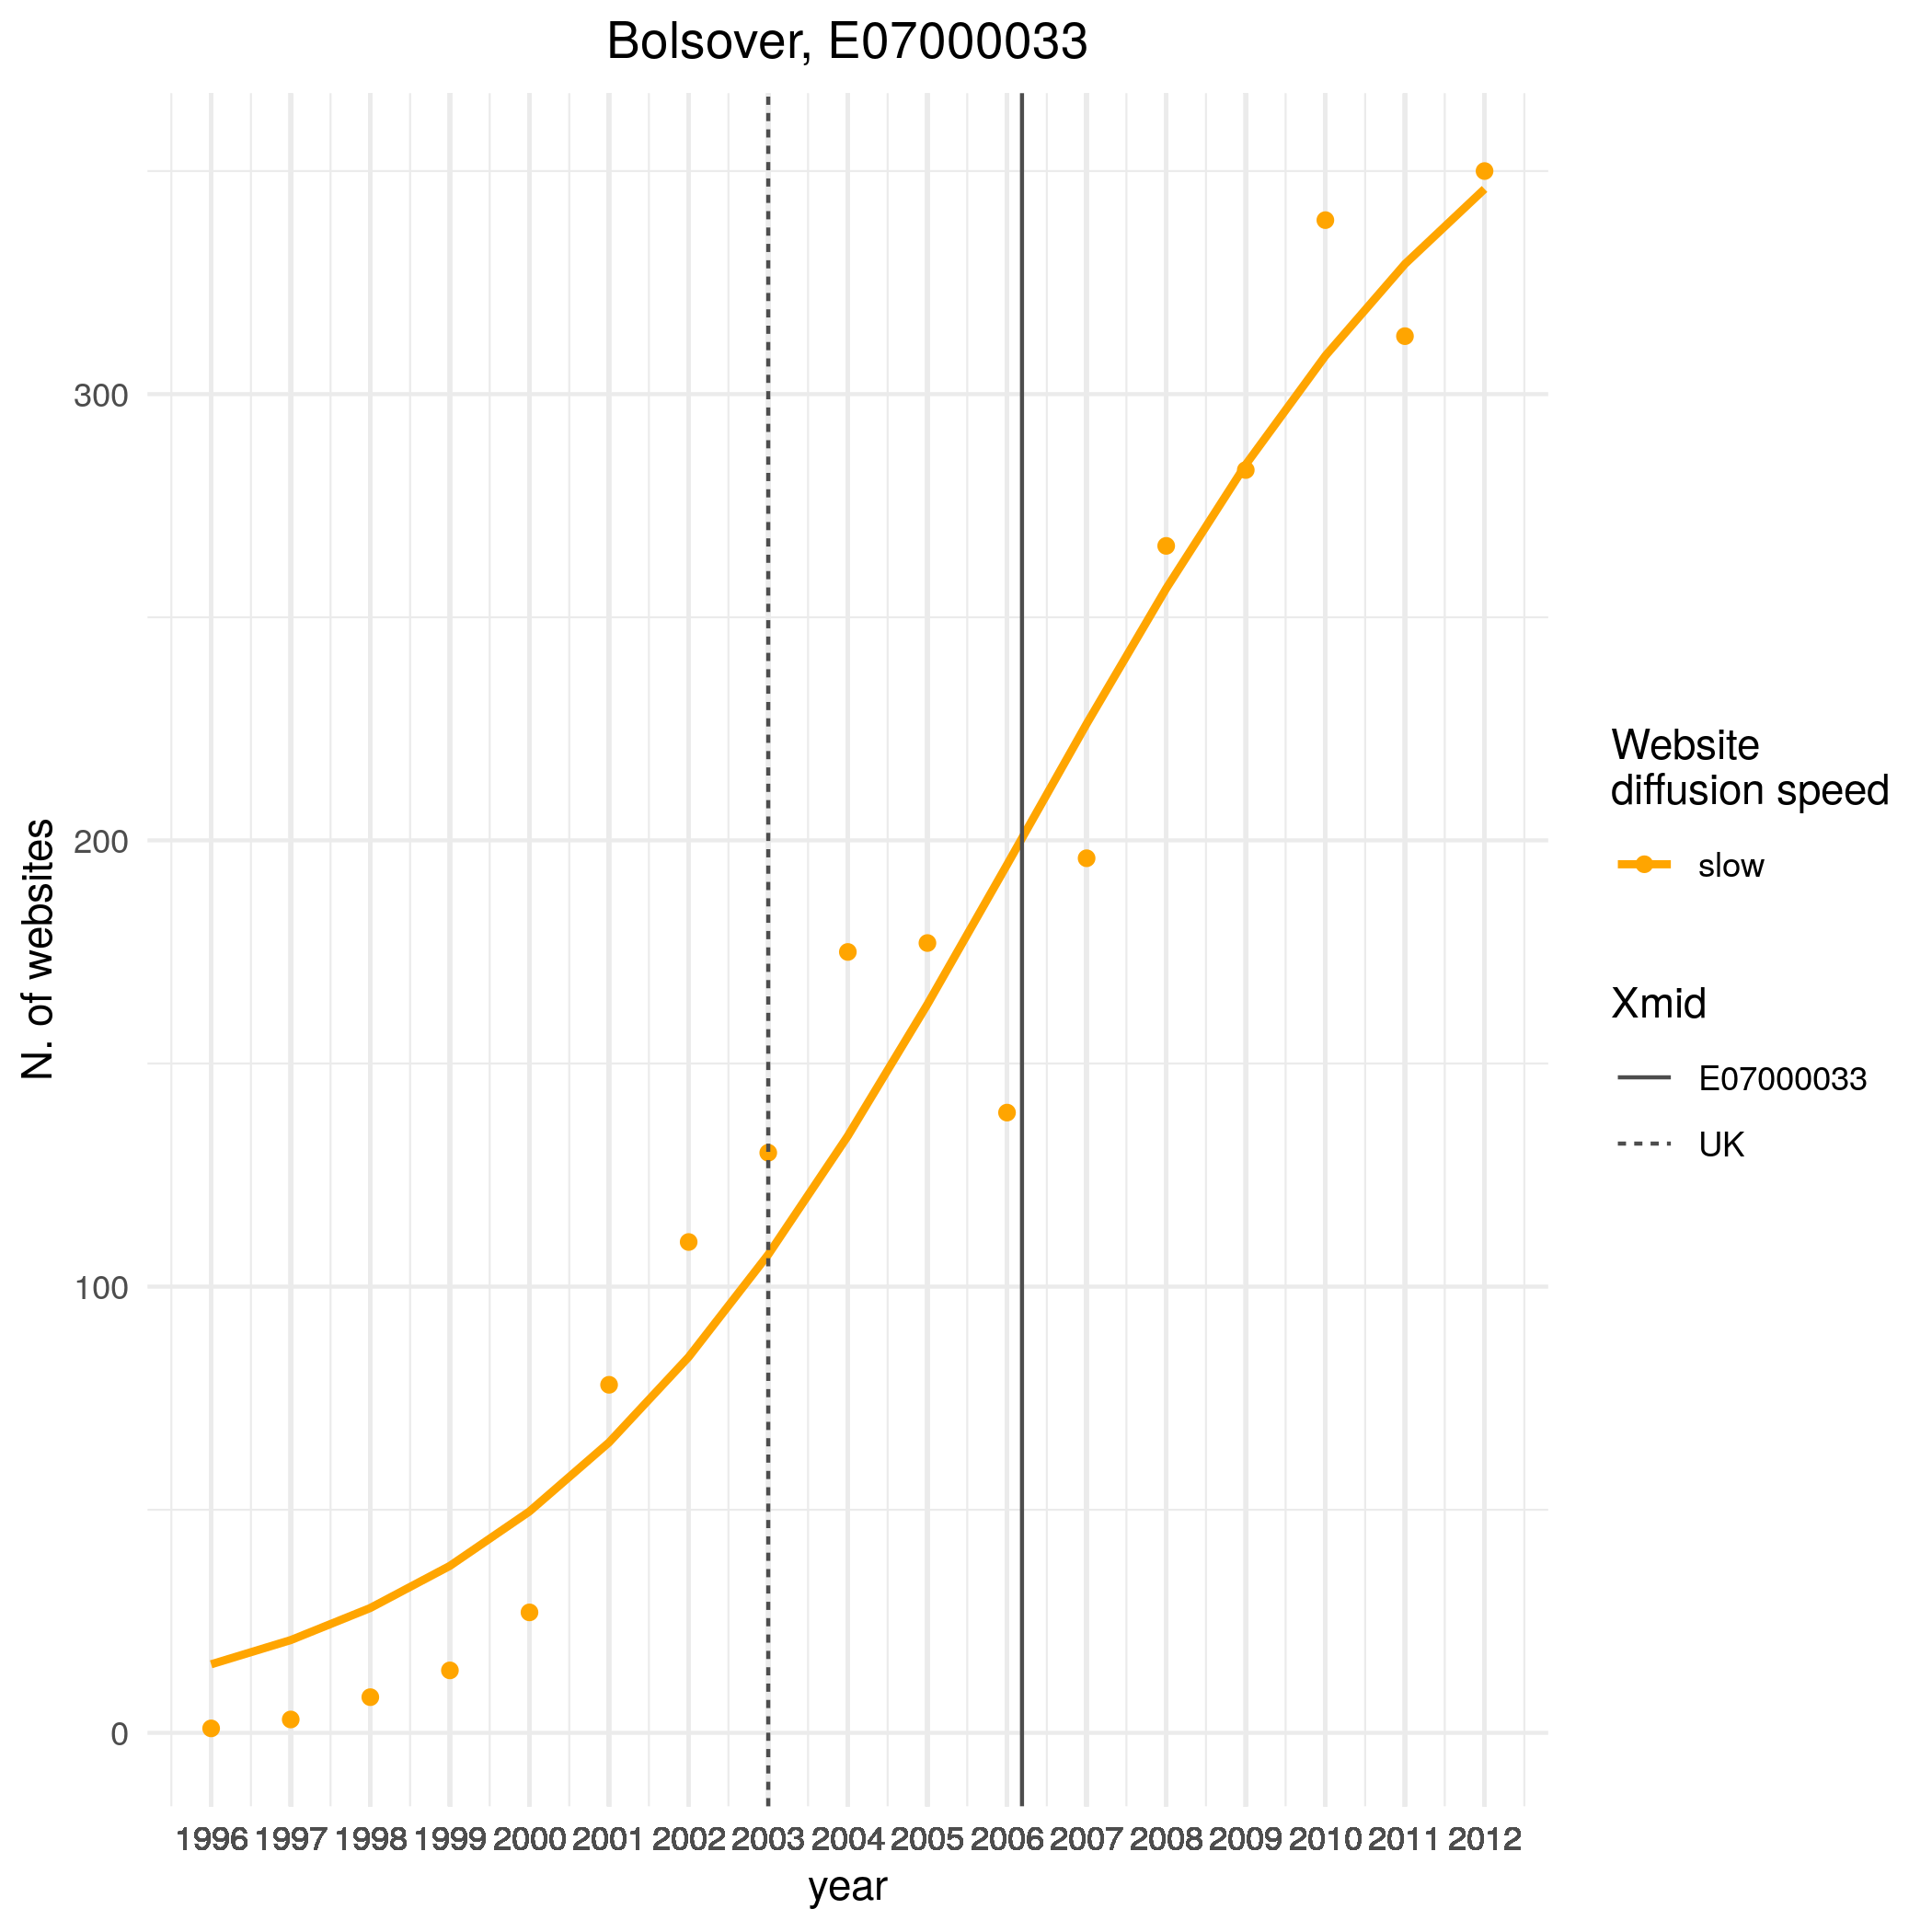 Bolsover, E07000033
N. of websites
300
200
100
0
1996 1997 1998 1999 2000 2001 2002 2003 2004 2005 2006 2007 2008 2009 2010 2011 2012
year
Website
diffusion speed
slow
Xmid
E07000033
UK